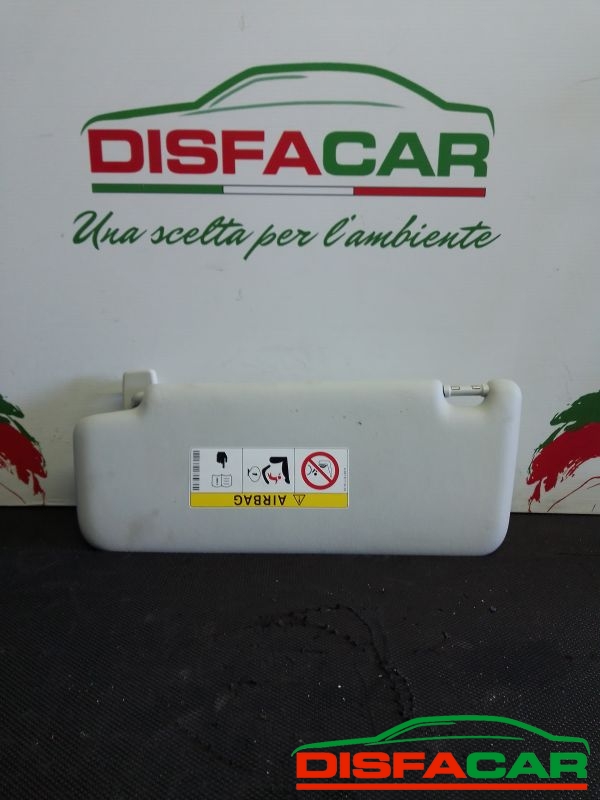 DISFACAR
Una scelta per l'ambiente
AIRBAG
DISFACAR